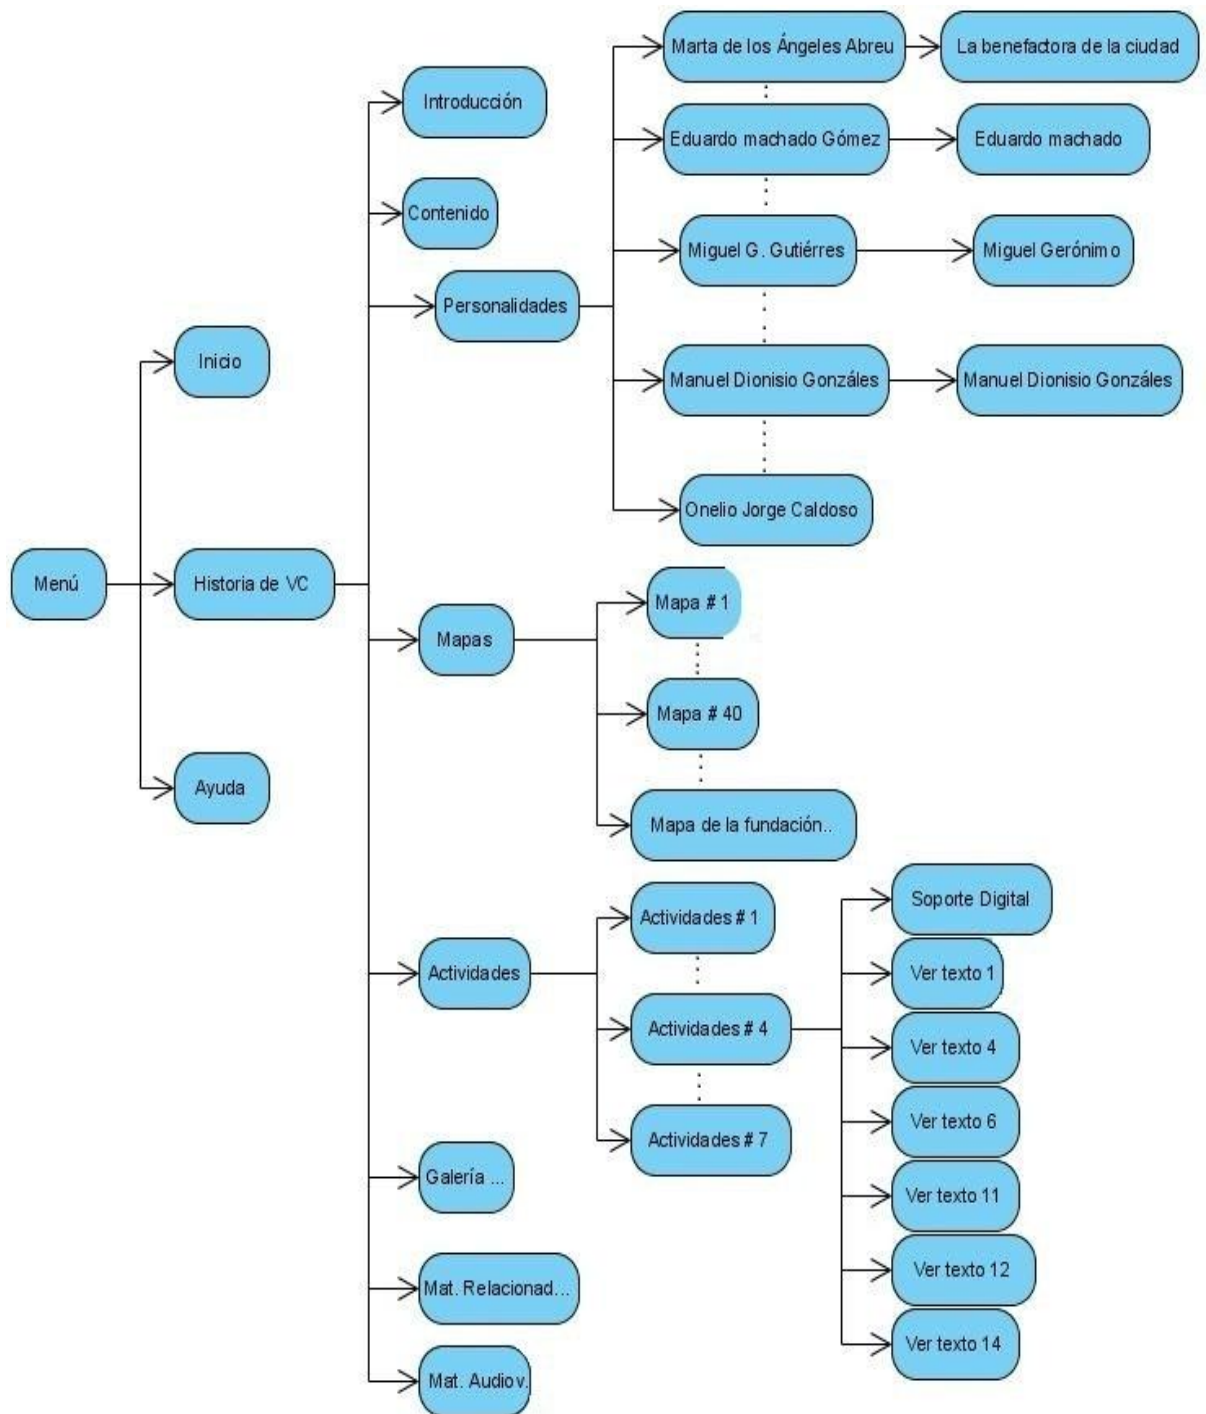 Menú
Inicio
Historia de VC
Ayuda
Introducción
Contenido
Personalidades
Marta de los Ángeles Abreu
La benefactora de la ciudad
Eduardo machado Gómez
Eduardo machado
Miguel G. Gutiérres
Miguel Gerónimo
Manuel Dionisio Gonzáles
Manuel Dionisio Gonzáles
Onelio Jorge Caldoso
Mapas
Mapa # 1
Mapa # 40
Mapa de la fundación..
Actividades
Actividades # 1
Actividades # 4
Actividades # 7
Soporte Digital
Ver texto 1
Ver texto 4
Ver texto 6
Ver texto 11
Ver texto 12
Ver texto 14
Galería ...
Mat. Relacionad...
Mat. Audiov.